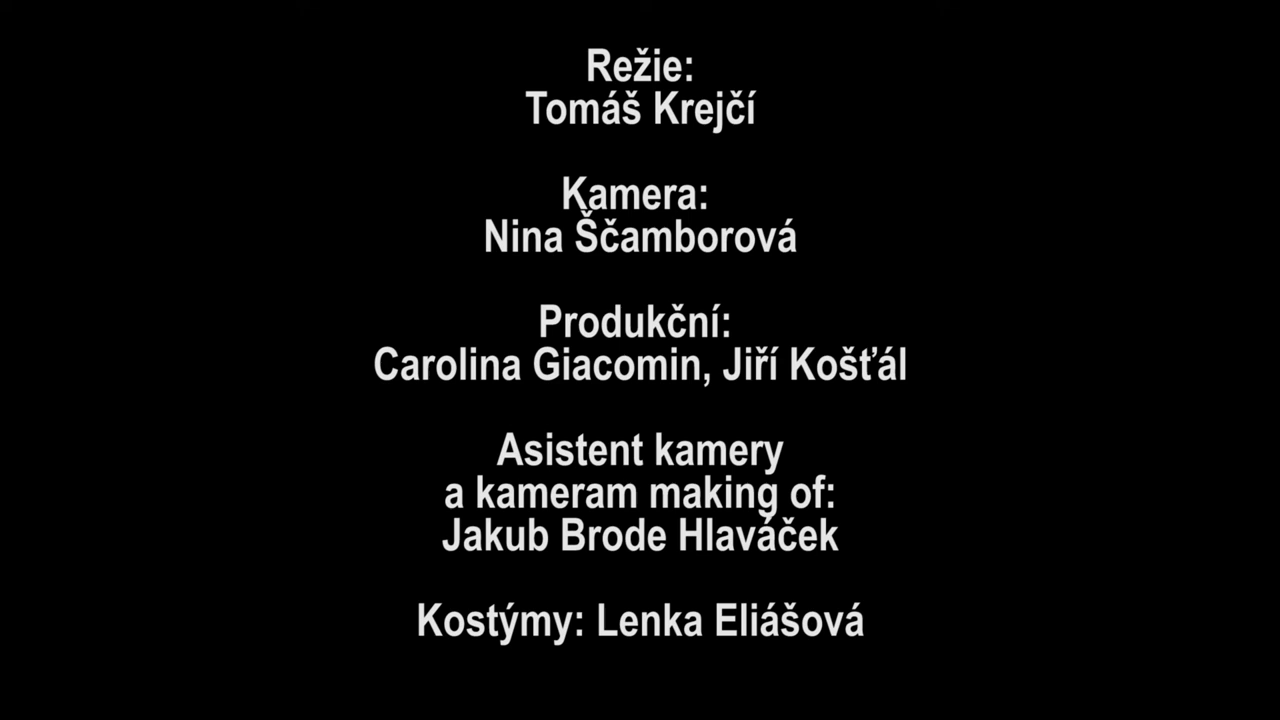 Režie:
Tomáš Krejčí
Kamera:
Nina Ščamborová
Produkční:
Carolina Giacomin, Jiří Košťál
Asistent kamery
a kameram making of:
Jakub Brode Hlaváček
Kostýmy: Lenka Eliášová